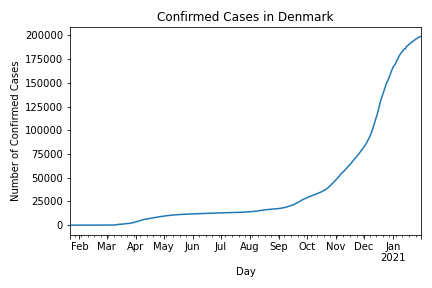 Confirmed Cases in Denmark
Number of Confirmed Cases
200000
175000
150000
125000
100000
75000
50000
25000
0
Feb Mar Apr May Jun Jul Aug Sep Oct Nov Dec Jan
2021
Day